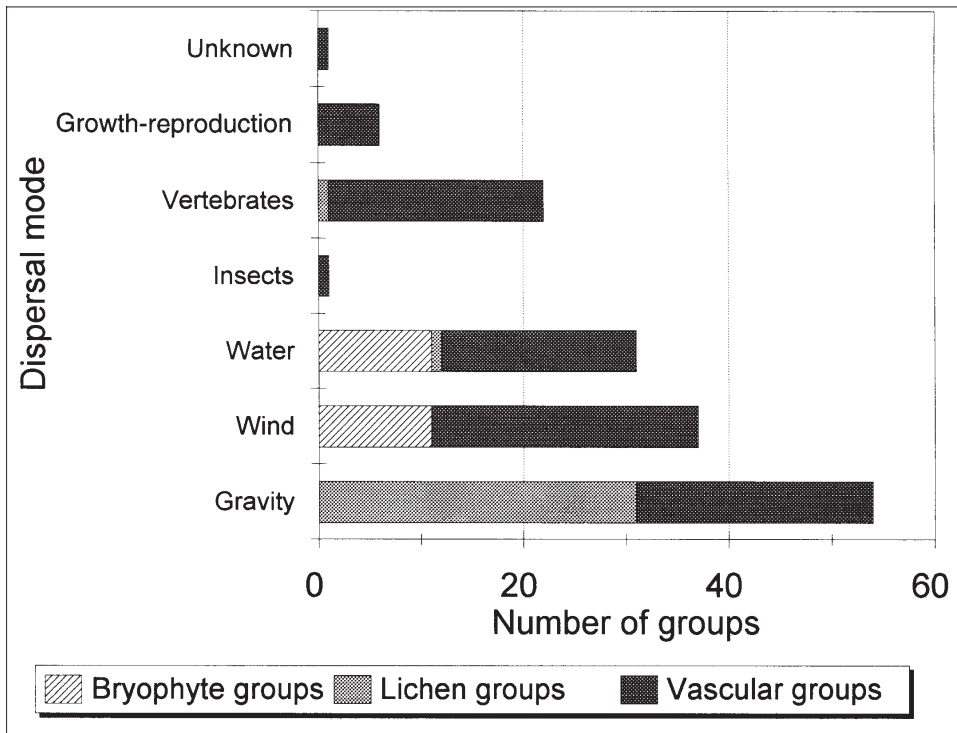 Dispersal mode
Unknown
Growth-reproduction
Vertebrates
Insects
Water
Wind
Gravity
0 20 40 60
Number of groups
Bryophyte groups Lichen groups Vascular groups